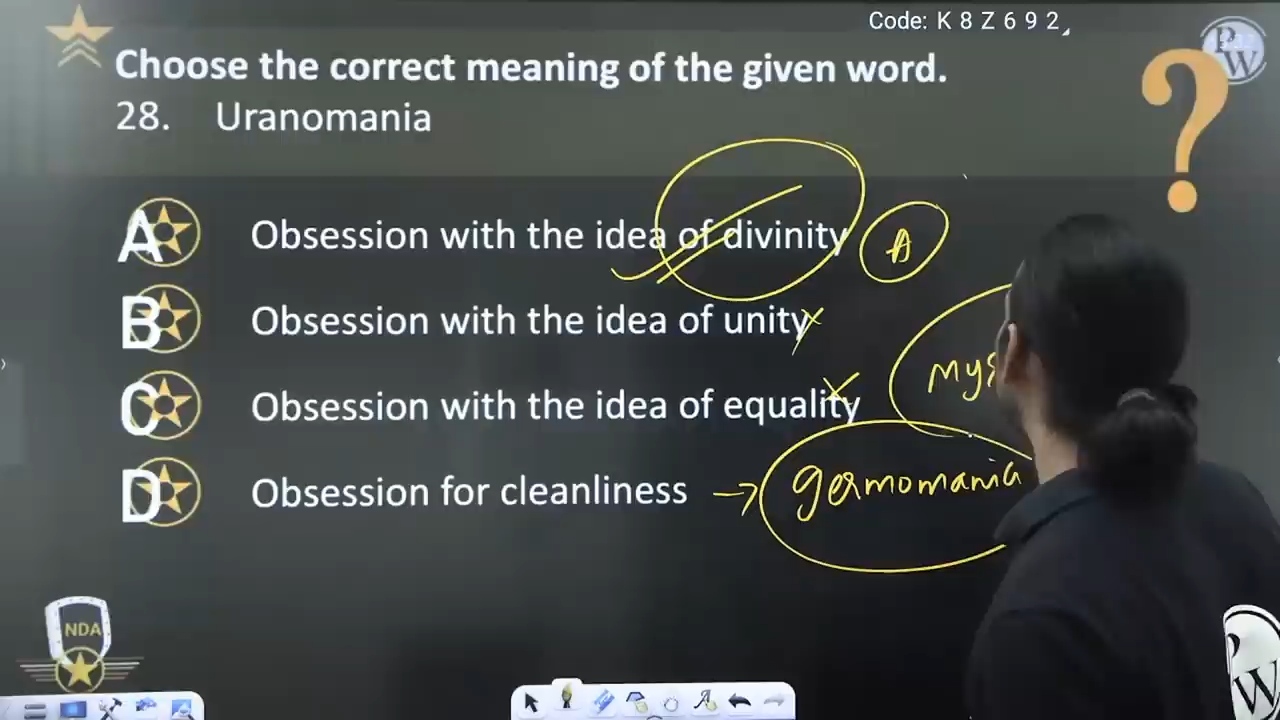 Code: K 8 Z 6 9 2
PW
Choose the correct meaning of the given word.
28. Uranomania
A Obsession with the idea of divinity A
B Obsession with the idea of unity
C Obsession with the idea of equality
D Obsession for cleanliness → germomania
NDA
PW